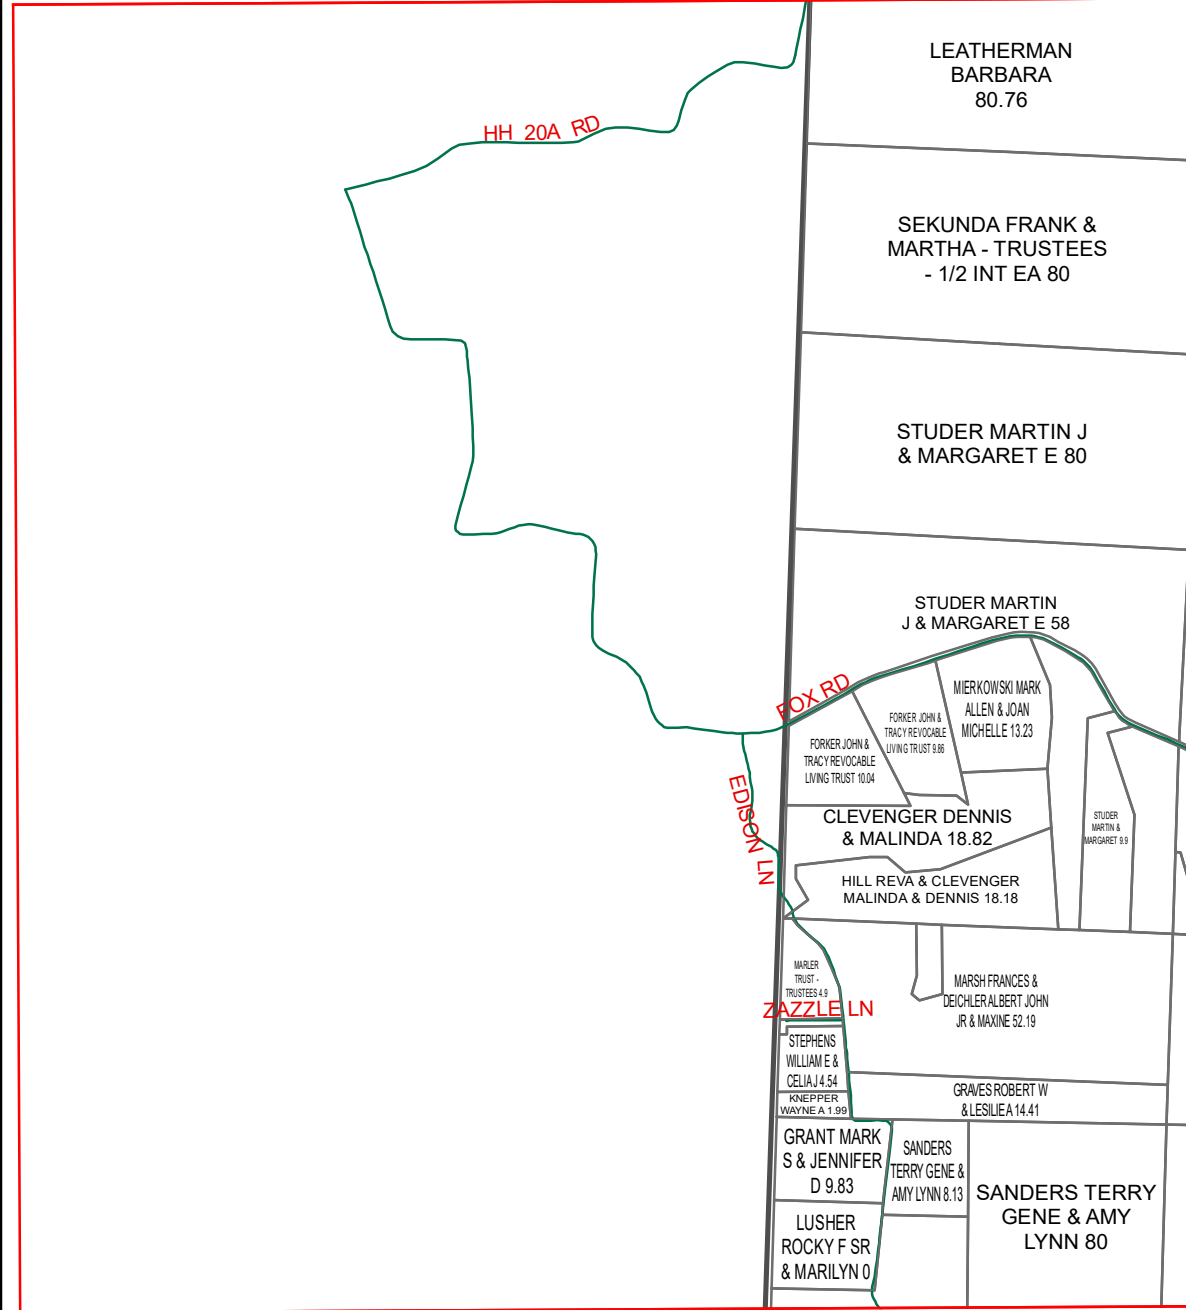 LEATHERMAN
BARBARA
80.76
HH 20A RD
SEKUNDA FRANK &
MARTHA - TRUSTEES
- 1/2 INT EA 80
STUDER MARTIN J
& MARGARET E 80
STUDER MARTIN
J & MARGARET E 58
FOX RD
MIERKOWSKI MARK
ALLEN & JOAN
MICHELLE 13.23
FORKER JOHN &
TRACY REVOCABLE
LIVING TRUST 9.86
FORKER JOHN &
TRACY REVOCABLE
LIVING TRUST 10.04
EDISON LN
CLEVENGER DENNIS
& MALINDA 18.82
STUDER
MARTIN &
MARGARET 9.9
HILL REVA & CLEVENGER
MALINDA & DENNIS 18.18
MARLER
TRUST -
TRUSTEES 4.9
MARSH FRANCES &
DEICHLER ALBERT JOHN
JR & MAXINE 52.19
ZAZZLE LN
STEPHENS
WILLIAM E &
CELIA J 4.54
KNEPPER
WAYNE A 1.99
GRAVES ROBERT W
& LESILIE A 14.41
GRANT MARK
S & JENNIFER
D 9.83
SANDERS
TERRY GENE &
AMY LYNN 8.13
SANDERS TERRY
GENE & AMY
LYNN 80
LUSHER
ROCKY F SR
& MARILYN 0